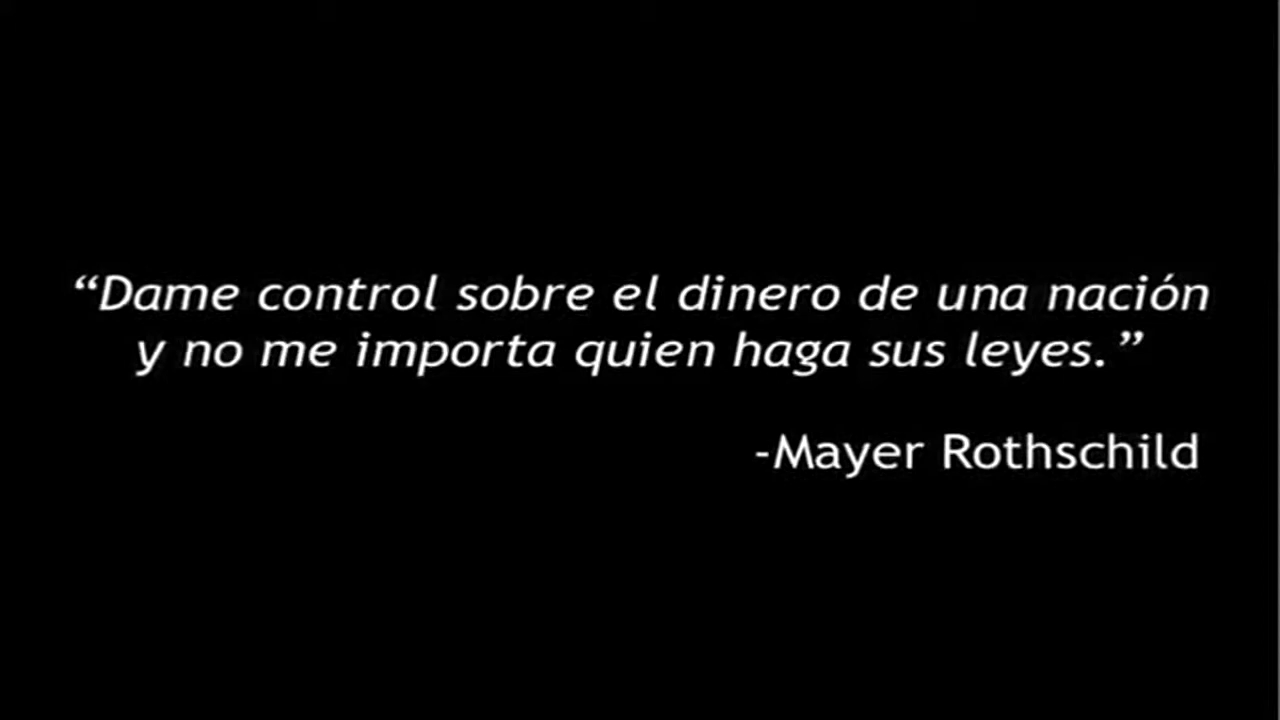 “Dame control sobre el dinero de una nación
y no me importa quien haga sus leyes.”
-Mayer Rothschild